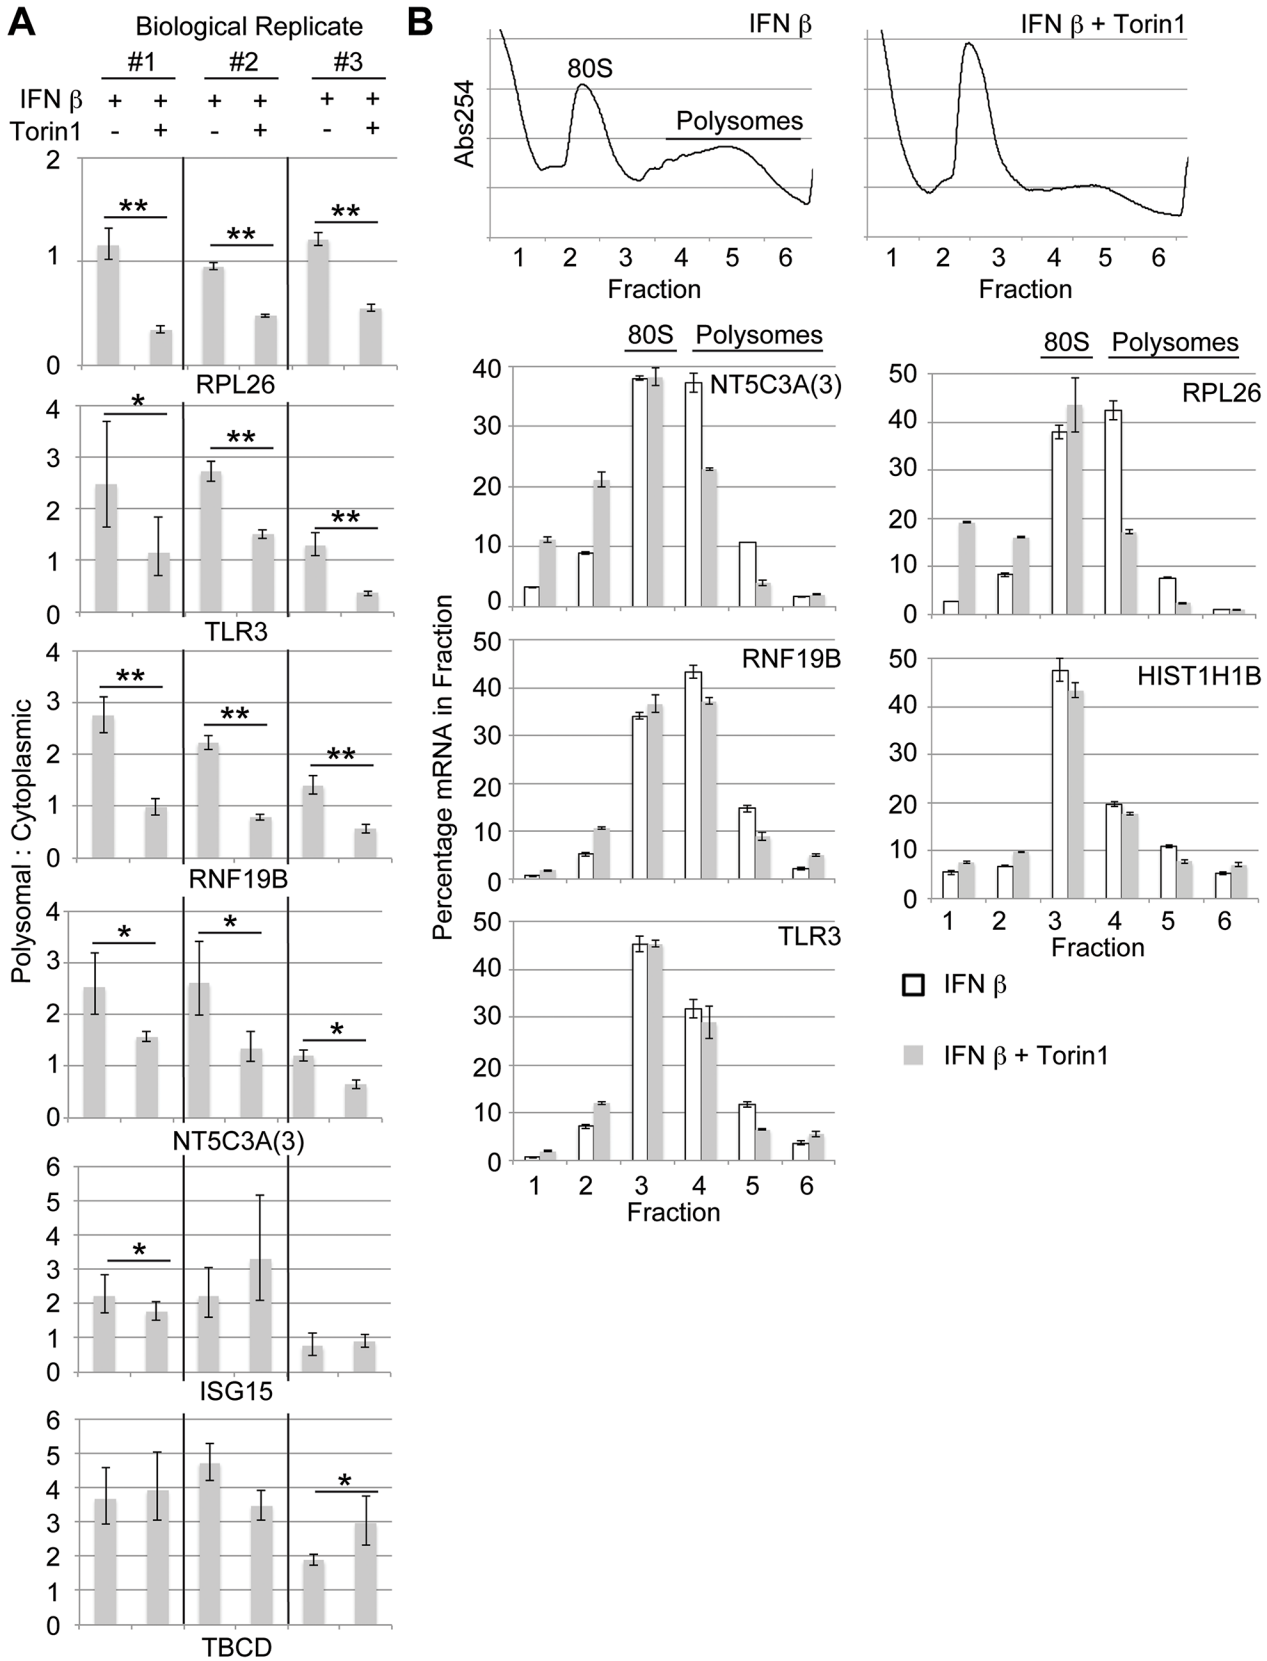 A
Biological Replicate
#1 #2 #3
IFN β + + + + + +
Torin1 - + - + - +
Polysomal : Cytoplasmic
2
1
0
** ** **
RPL26
4
3
2
1
0
* ** **
TLR3
4
3
2
1
0
** ** **
RNF19B
4
3
2
1
0
* * *
NT5C3A(3)
6
5
4
3
2
1
0
*
ISG15
6
5
4
3
2
1
0
*
TBCD
B
Abs254
IFN β
80S
Polysomes
1 2 3 4 5 6
Fraction
IFN β + Torin1
1 2 3 4 5 6
Fraction
Percentage mRNA in Fraction
80S Polysomes
NT5C3A(3)
40
30
20
10
0
RNF19B
50
40
30
20
10
0
TLR3
50
40
30
20
10
0
1 2 3 4 5 6
Fraction
80S Polysomes
RPL26
50
40
30
20
10
0
HIST1H1B
50
40
30
20
10
0
1 2 3 4 5 6
Fraction
IFN β
IFN β + Torin1